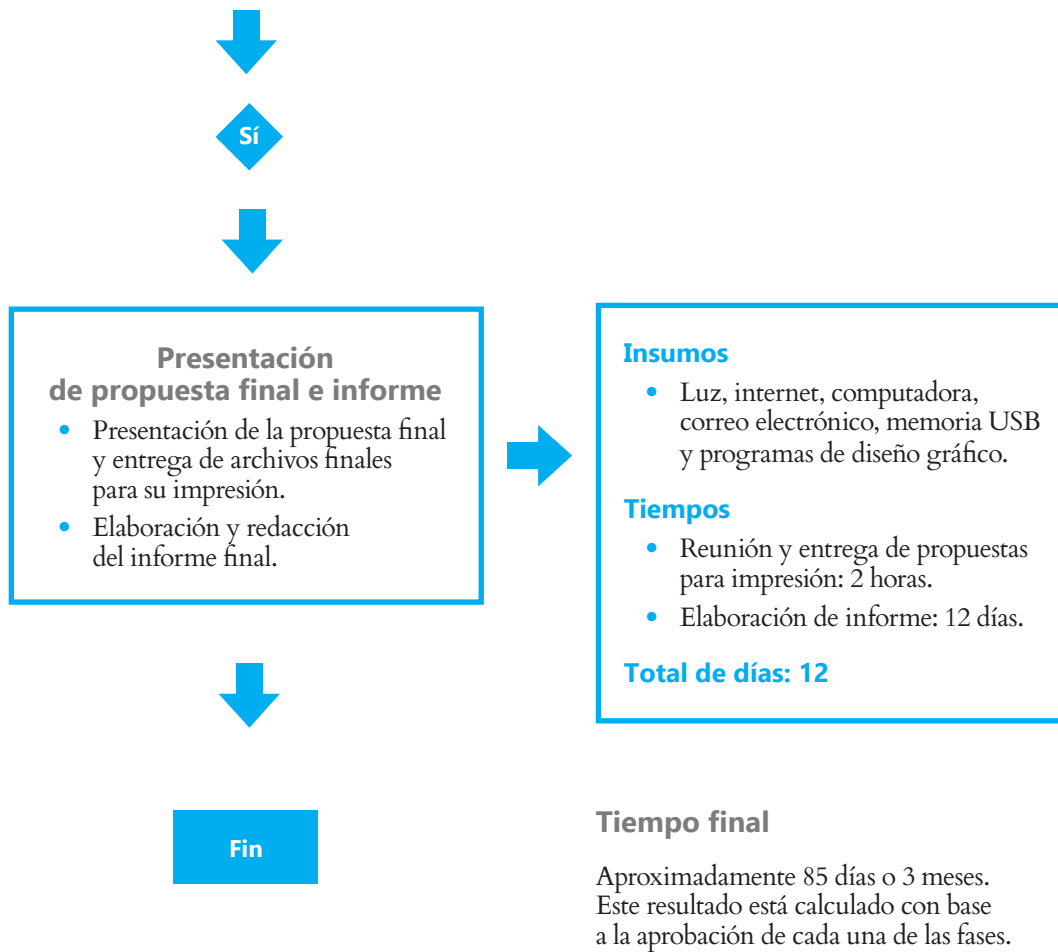 Sí
Presentación
de propuesta final e informe
• Presentación de la propuesta final
y entrega de archivos finales
para su impresión.
• Elaboración y redacción
del informe final.
Insumos
• Luz, internet, computadora,
correo electrónico, memoria USB
y programas de diseño gráfico.
Tiempos
• Reunión y entrega de propuestas
para impresión: 2 horas.
• Elaboración de informe: 12 días.
Total de días: 12
Fin
Tiempo final
Aproximadamente 85 días o 3 meses.
Este resultado está calculado con base
a la aprobación de cada una de las fases.